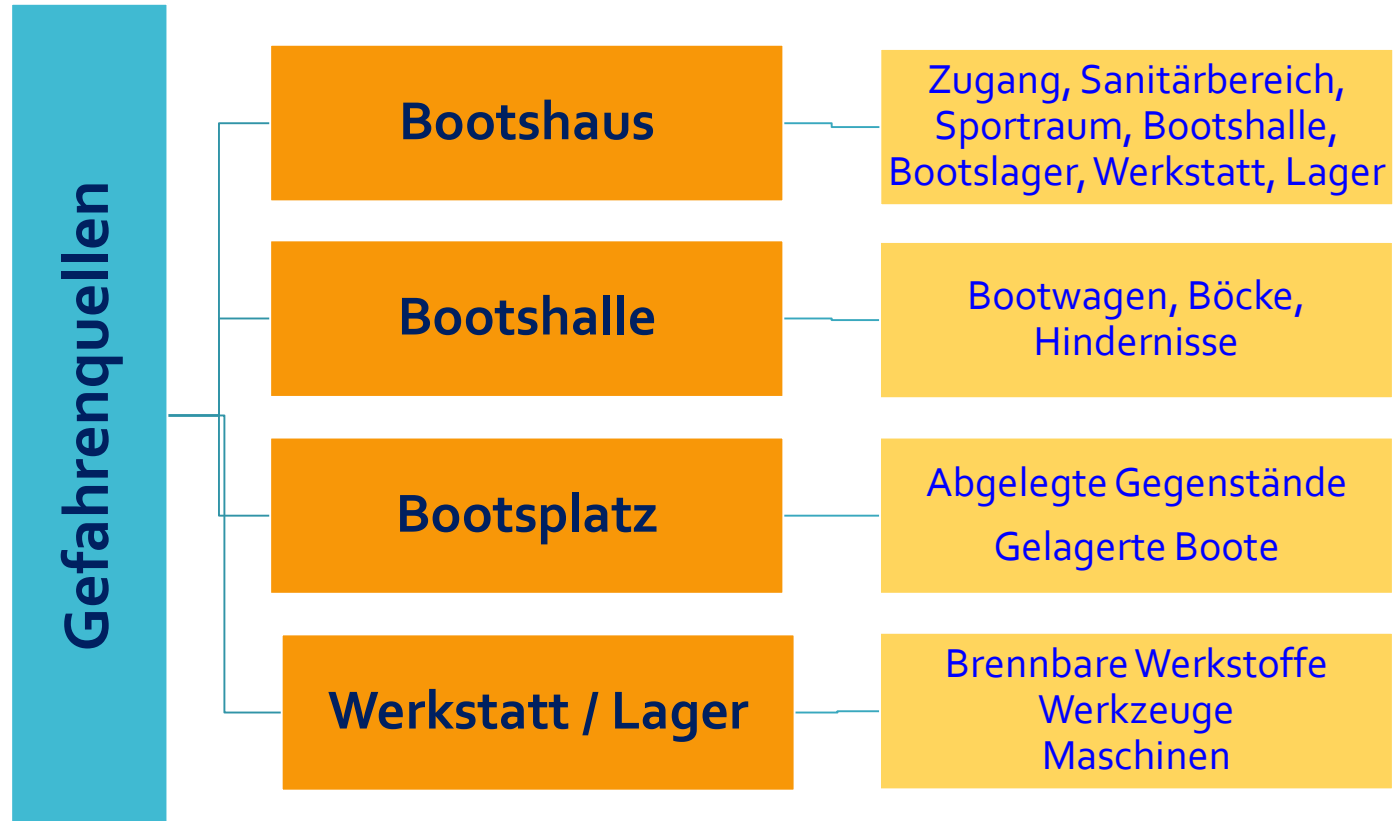 Gefahrenquellen
Bootshaus
Zugang, Sanitärbereich,
Sportraum, Bootshalle,
Bootslager, Werkstatt, Lager
Bootshalle
Bootwagen, Böcke,
Hindernisse
Bootsplatz
Abgelegte Gegenstände
Gelagerte Boote
Werkstatt / Lager
Brennbare Werkstoffe
Werkzeuge
Maschinen